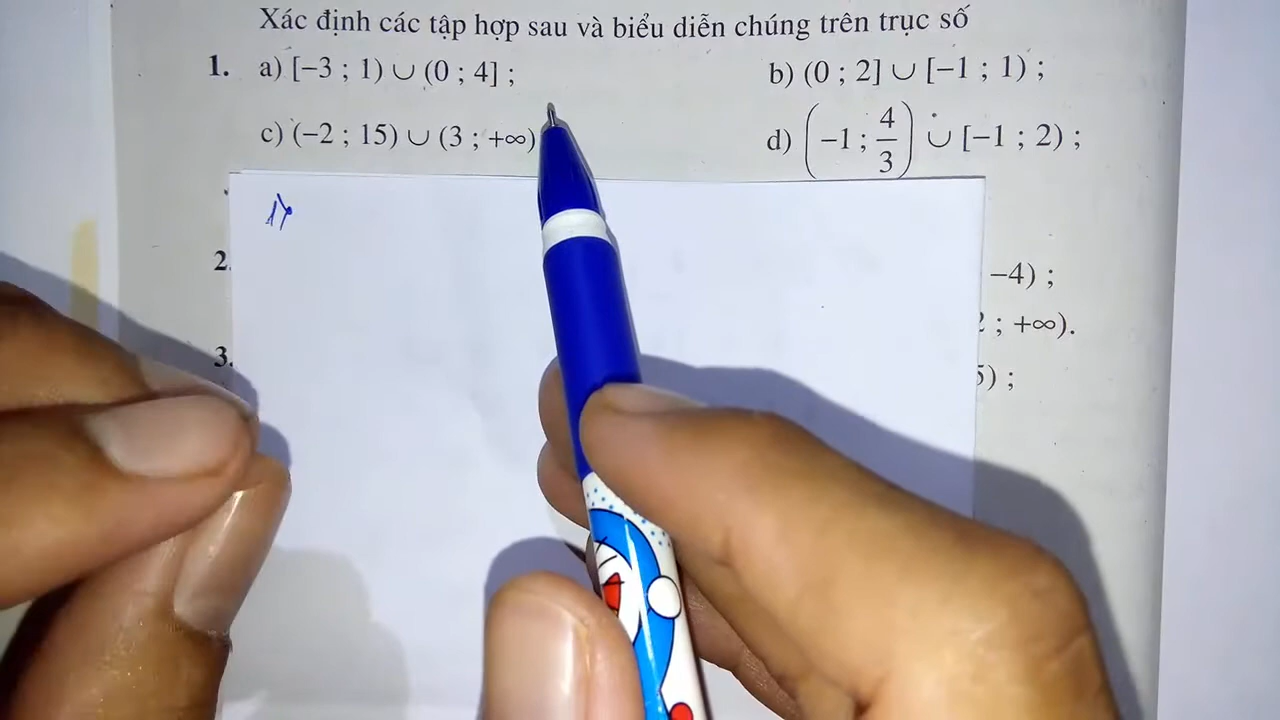 Xác định các tập hợp sau và biểu diễn chúng trên trục số
1. a) [−3 ; 1) ∪ (0 ; 4] ; b) (0 ; 2] ∪ [−1 ; 1) ;
c) (−2 ; 15) ∪ (3 ; +∞) d) (−1 ; 4/3) ∪ [−1 ; 2) ;
1)
2. −4) ;
; +∞).
3. 5) ;